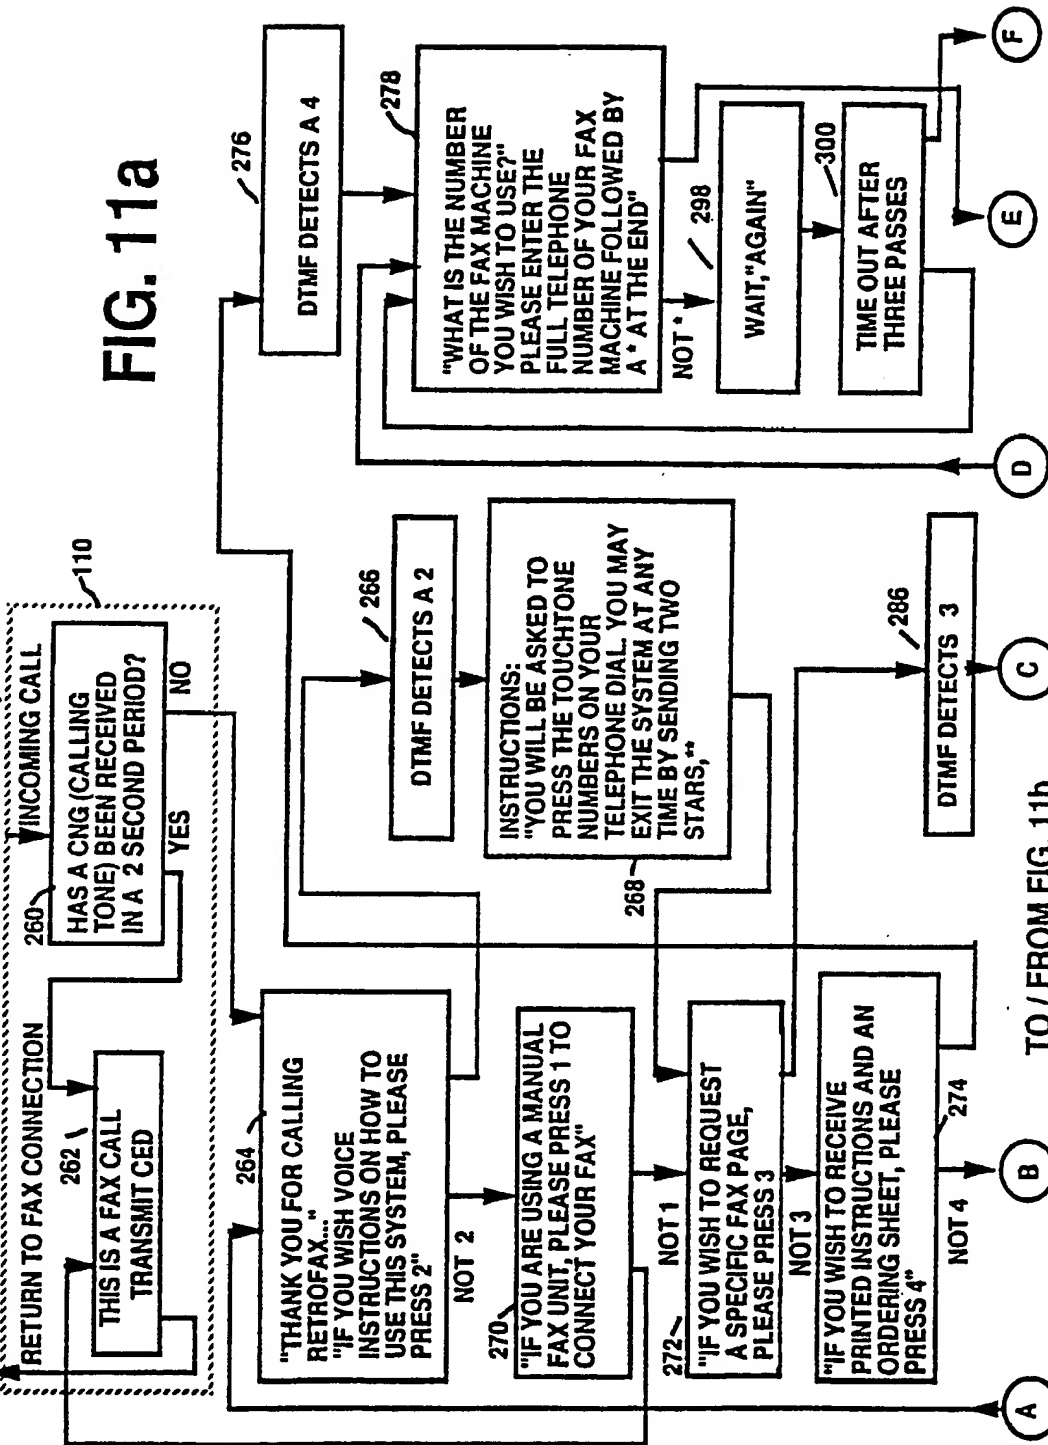 FIG. 11a
110
INCOMING CALL
260
HAS A CNG (CALLING
TONE) BEEN RECEIVED
IN A 2 SECOND PERIOD?
NO
YES
RETURN TO FAX CONNECTION
262
THIS IS A FAX CALL
TRANSMIT CED
264
"THANK YOU FOR CALLING
RETROFAX..."
"IF YOU WISH VOICE
INSTRUCTIONS ON HOW TO
USE THIS SYSTEM, PLEASE
PRESS 2"
NOT 2
270
"IF YOU ARE USING A MANUAL
FAX UNIT, PLEASE PRESS 1 TO
CONNECT YOUR FAX"
NOT 1
272
"IF YOU WISH TO REQUEST
A SPECIFIC FAX PAGE,
PLEASE PRESS 3
NOT 3
"IF YOU WISH TO RECEIVE
PRINTED INSTRUCTIONS AND AN
ORDERING SHEET, PLEASE
PRESS 4"
274
NOT 4
266
DTMF DETECTS A 2
INSTRUCTIONS:
"YOU WILL BE ASKED TO
PRESS THE TOUCHTONE
NUMBERS ON YOUR
TELEPHONE DIAL. YOU MAY
EXIT THE SYSTEM AT ANY
TIME BY SENDING TWO
STARS,**
268
286
DTMF DETECTS 3
276
DTMF DETECTS A 4
278
"WHAT IS THE NUMBER
OF THE FAX MACHINE
YOU WISH TO USE?"
PLEASE ENTER THE
FULL TELEPHONE
NUMBER OF YOUR FAX
MACHINE FOLLOWED BY
A * AT THE END"
NOT *
298
WAIT,"AGAIN"
300
TIME OUT AFTER
THREE PASSES
A
B
C
D
E
F
TO / FROM FIG. 11b